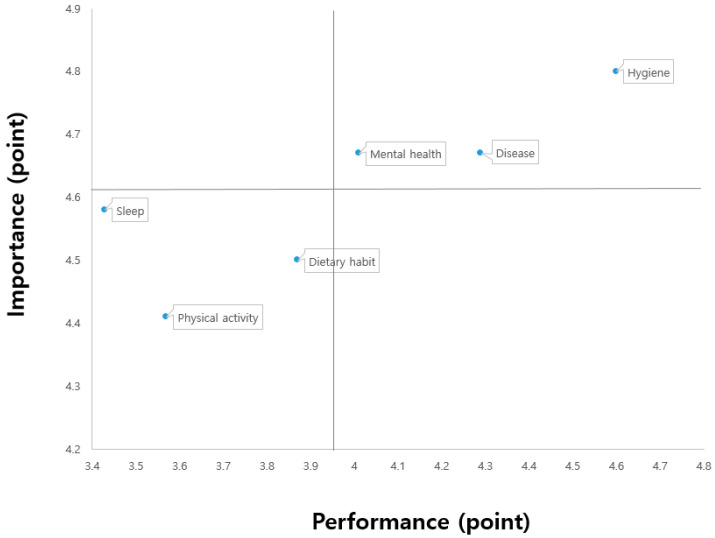 4.9
4.8
4.7
4.6
4.5
4.4
4.3
4.2
Hygiene
Mental health
Disease
Sleep
Dietary habit
Physical activity
3.4 3.5 3.6 3.7 3.8 3.9 4 4.1 4.2 4.3 4.4 4.5 4.6 4.7 4.8
Importance (point)
Performance (point)